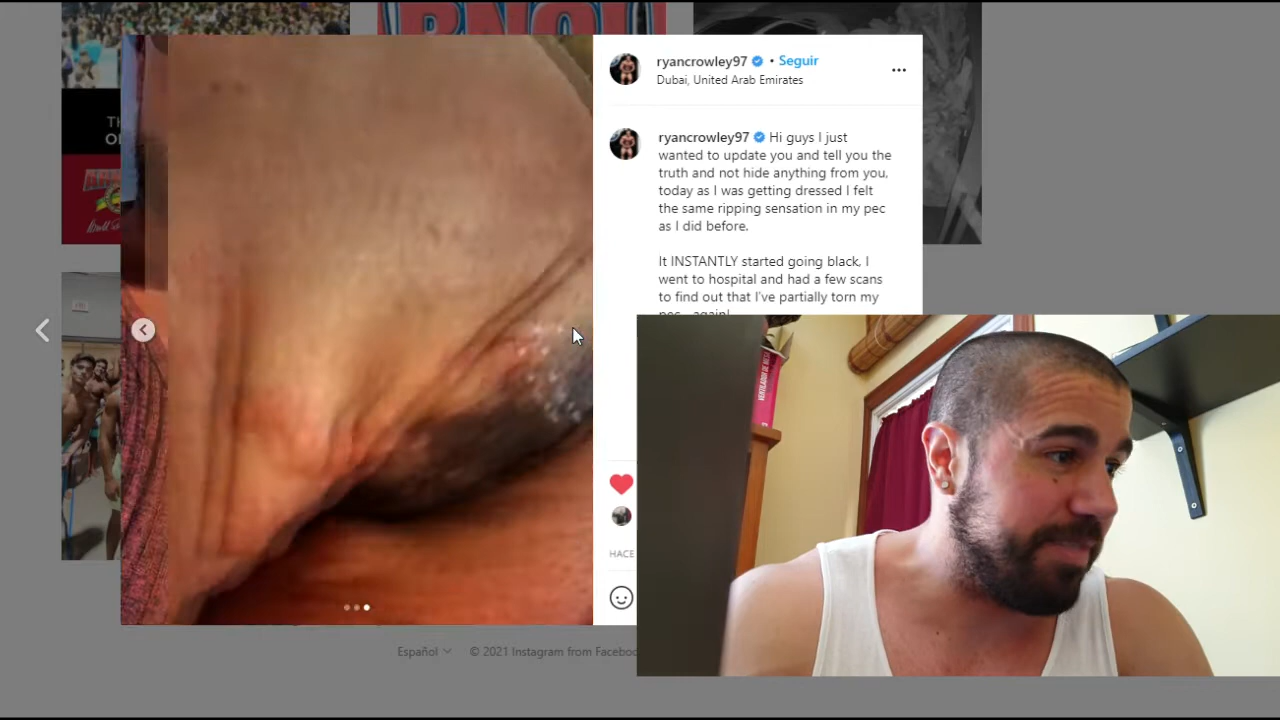 ryancrowley97 • Seguir
Dubai, United Arab Emirates
ryancrowley97 Hi guys I just
wanted to update you and tell you the
truth and not hide anything from you,
today as I was getting dressed I felt
the same ripping sensation in my pec
as I did before.
It INSTANTLY started going black, I
went to hospital and had a few scans
to find out that I've partially torn my
pec.. again!
HACE
Español
© 2021 Instagram from Faceboo